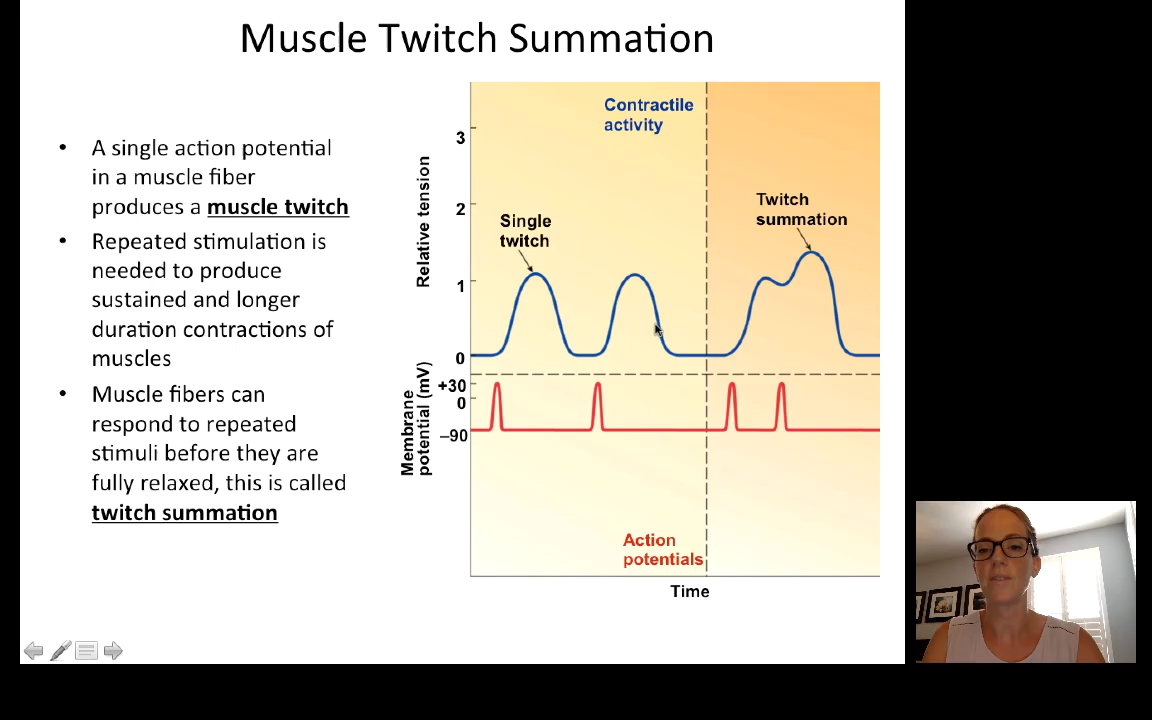 Muscle Twitch Summation
• A single action potential
in a muscle fiber
produces a muscle twitch
• Repeated stimulation is
needed to produce
sustained and longer
duration contractions of
muscles
• Muscle fibers can
respond to repeated
stimuli before they are
fully relaxed, this is called
twitch summation
Contractile
activity
3
2
1
0
Relative tension
Single
twitch
Twitch
summation
+30
0
–90
Membrane
potential (mV)
Action
potentials
Time